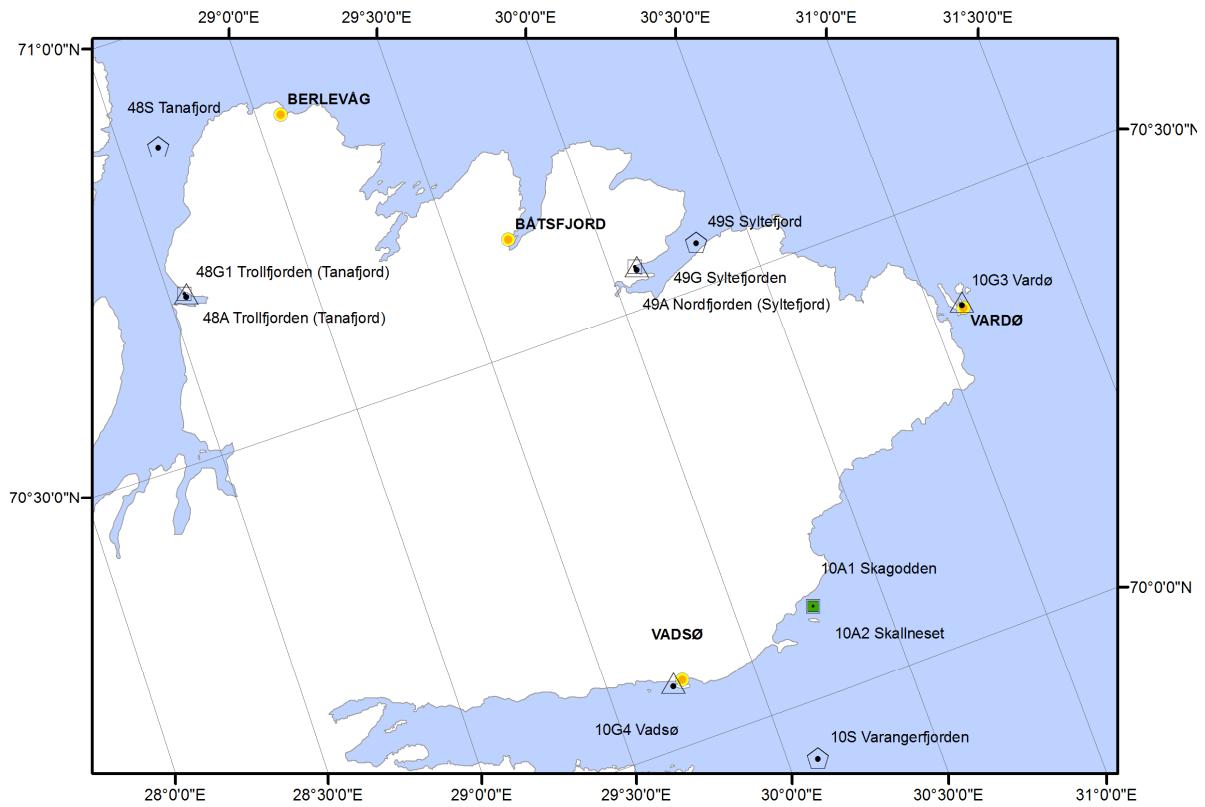 29°0'0"E
29°30'0"E
30°0'0"E
30°30'0"E
31°0'0"E
31°30'0"E
71°0'0"N
BERLEVÅG
48S Tanafjord
70°30'0"N
BÅTSFJORD
49S Syltefjord
48G1 Trollfjorden (Tanafjord)
49G Syltefjorden
10G3 Vardø
49A Nordfjorden (Syltefjord)
48A Trollfjorden (Tanafjord)
VARDØ
70°30'0"N
10A1 Skagodden
70°0'0"N
VADSØ
10A2 Skallneset
10G4 Vadsø
10S Varangerfjorden
28°0'0"E
28°30'0"E
29°0'0"E
29°30'0"E
30°0'0"E
30°30'0"E
31°0'0"E